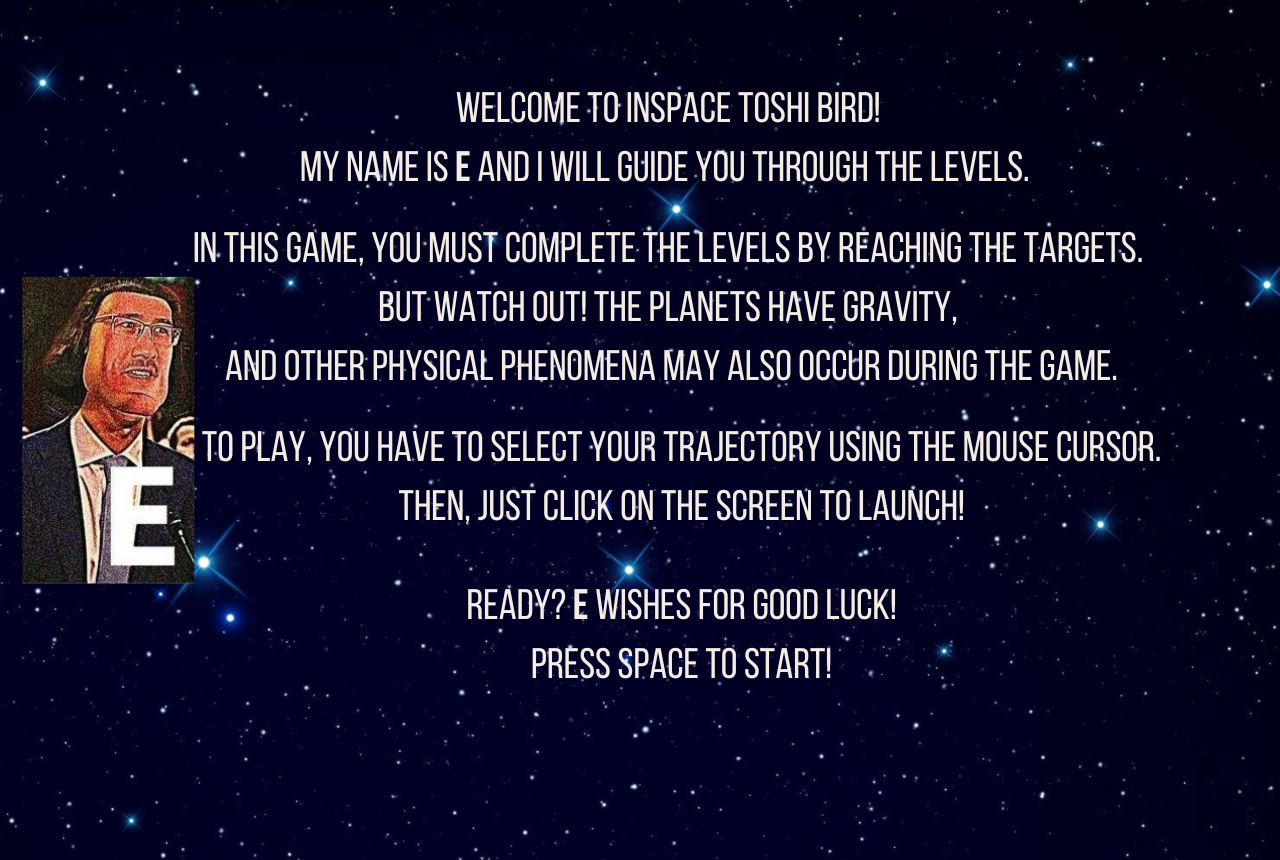 WELCOME TO INSPACE TOSHI BIRD!
MY NAME IS E AND I WILL GUIDE YOU THROUGH THE LEVELS.
IN THIS GAME, YOU MUST COMPLETE THE LEVELS BY REACHING THE TARGETS.
BUT WATCH OUT! THE PLANETS HAVE GRAVITY,
AND OTHER PHYSICAL PHENOMENA MAY ALSO OCCUR DURING THE GAME.
TO PLAY, YOU HAVE TO SELECT YOUR TRAJECTORY USING THE MOUSE CURSOR.
THEN, JUST CLICK ON THE SCREEN TO LAUNCH!
E
READY? E WISHES FOR GOOD LUCK!
PRESS SPACE TO START!